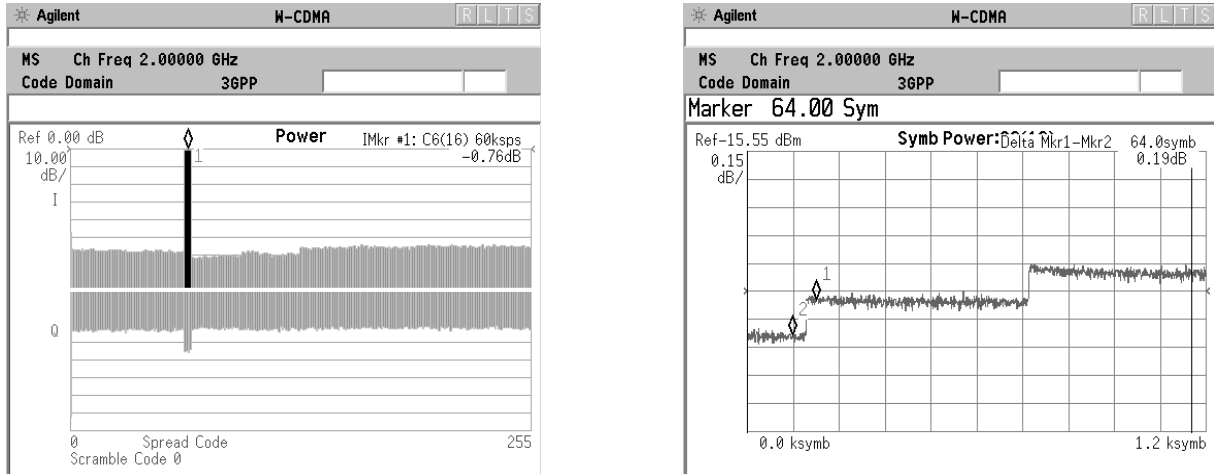 Agilent W-CDMA R L T S
MS Ch Freq 2.00000 GHz
Code Domain 3GPP
Ref 0.00 dB Power IMkr #1: C6(16) 60ksps
10.00 1 -0.76dB
dB/
I
Q
0 Spread Code 255
Scramble Code 0
Agilent W-CDMA R L T S
MS Ch Freq 2.00000 GHz
Code Domain 3GPP
Marker 64.00 Sym
Ref-15.55 dBm Symb Power: Delta Mkr1-Mkr2 64.0symb
0.15 0.19dB
dB/
1
2
0.0 ksymb 1.2 ksymb